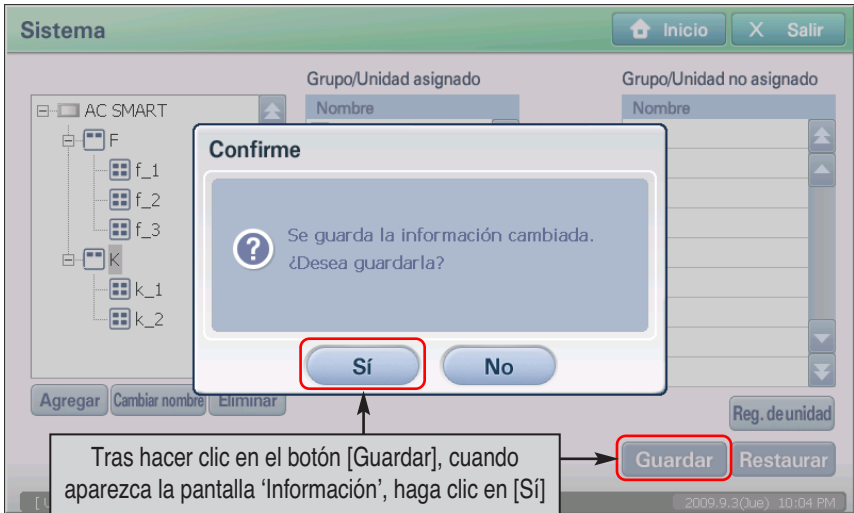 Sistema
Inicio
X Salir
Grupo/Unidad asignado
Grupo/Unidad no asignado
Nombre
Nombre
AC SMART
F
f_1
f_2
f_3
K
k_1
k_2
Confirme
Se guarda la información cambiada.
¿Desea guardarla?
Sí
No
Agregar
Cambiar nombre
Eliminar
Reg. de unidad
Guardar
Restaurar
Tras hacer clic en el botón [Guardar], cuando
aparezca la pantalla ‘Información’, haga clic en [Sí]
2009.9.3(Jue) 10:04 PM